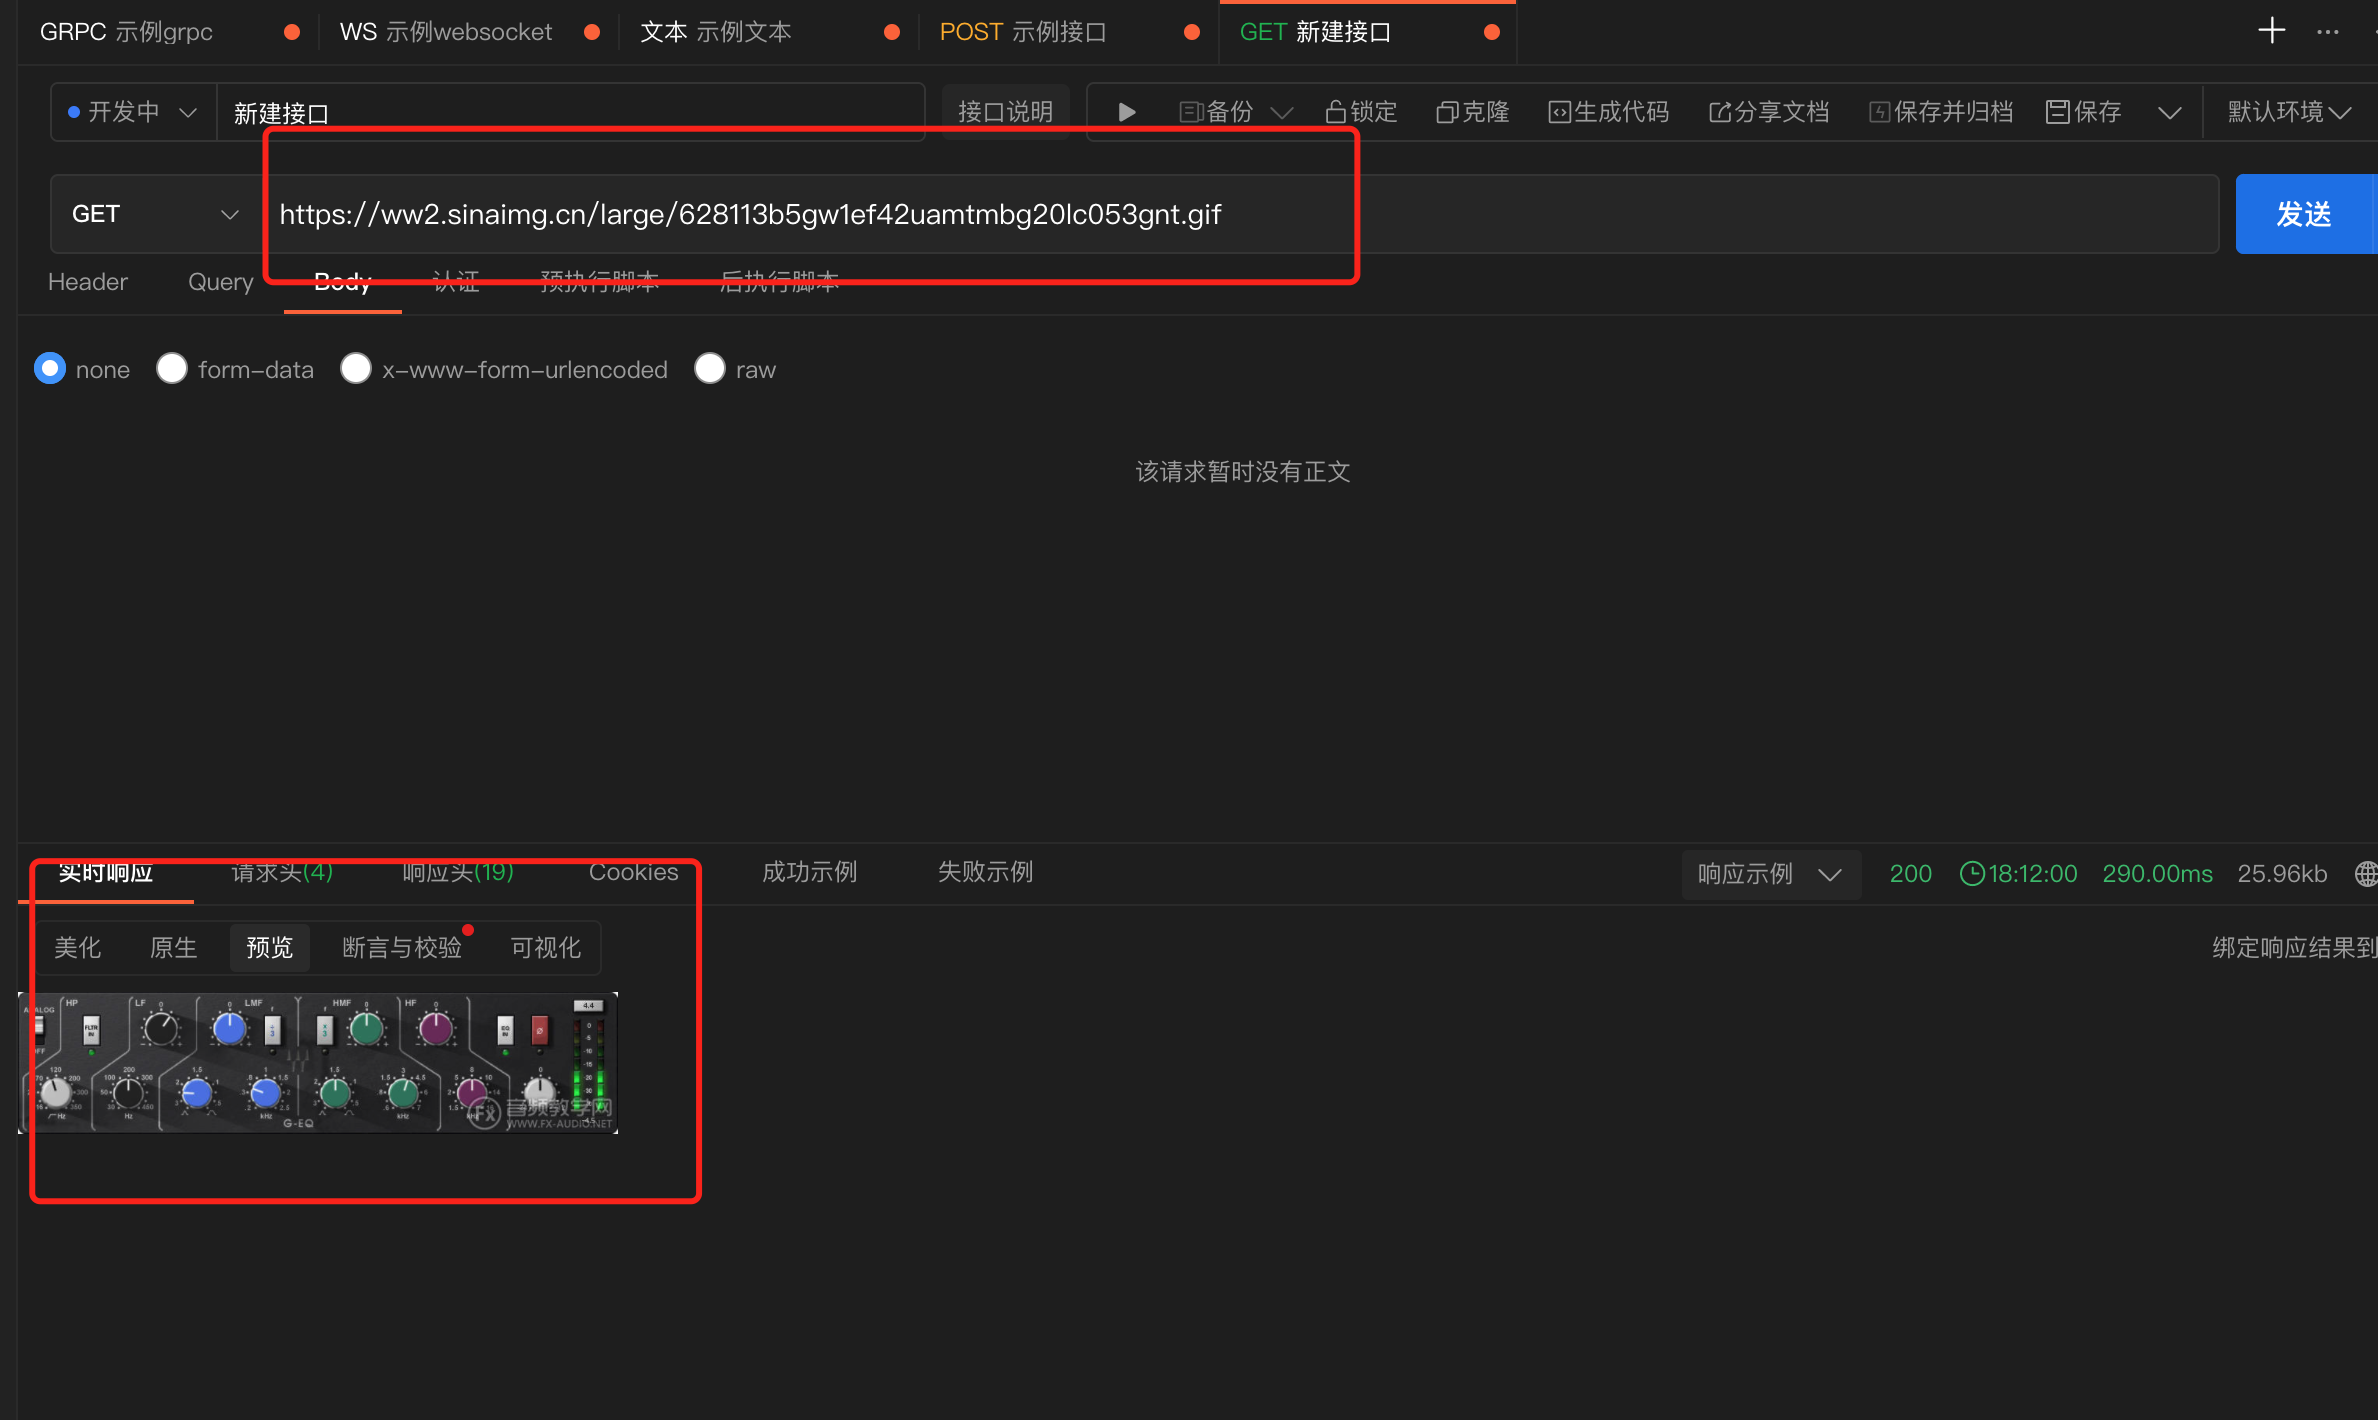 GRPC 示例grpc
WS 示例websocket
文本 示例文本
POST 示例接口
GET 新建接口
开发中
新建接口
接口说明
备份
锁定
克隆
生成代码
分享文档
保存并归档
保存
默认环境
GET
https://ww2.sinaimg.cn/large/628113b5gw1ef42uamtmbg20lc053gnt.gif
发送
Header
Query
Body
认证
预执行脚本
后执行脚本
none
form-data
x-www-form-urlencoded
raw
该请求暂时没有正文
实时响应
请求头(4)
响应头(19)
Cookies
成功示例
失败示例
响应示例
200
18:12:00
290.00ms
25.96kb
美化
原生
预览
断言与校验
可视化
绑定响应结果到
HP
LF
LMF
HMF
HF
4.4
FLTR IN
EQ IN
G-EQ
FX 音频教学网
WWW.FX-AUDIO.NET